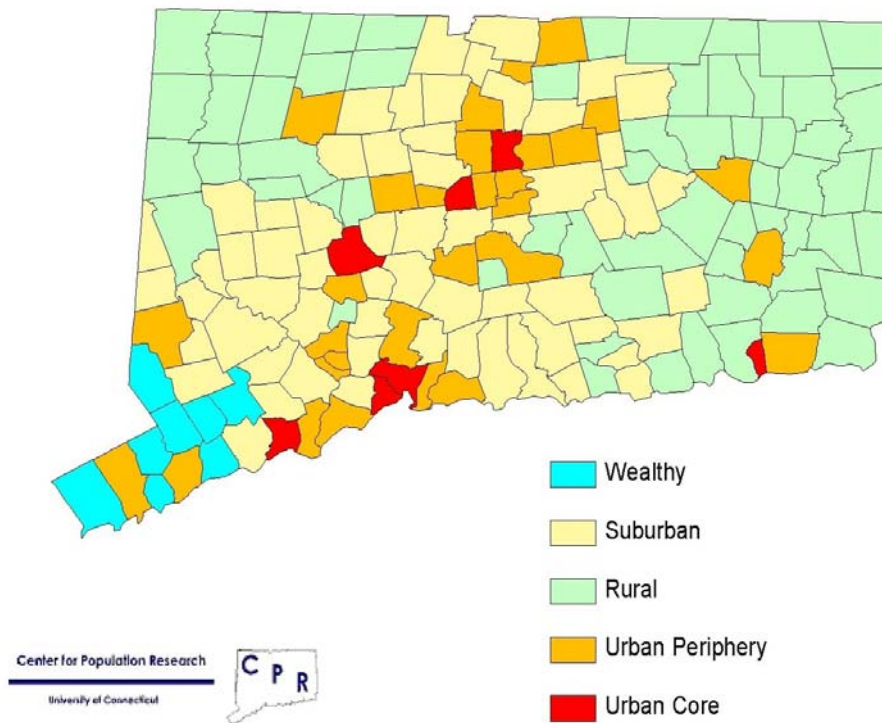 Wealthy
Suburban
Rural
Urban Periphery
Urban Core
Center for Population Research
University of Connecticut
C P R